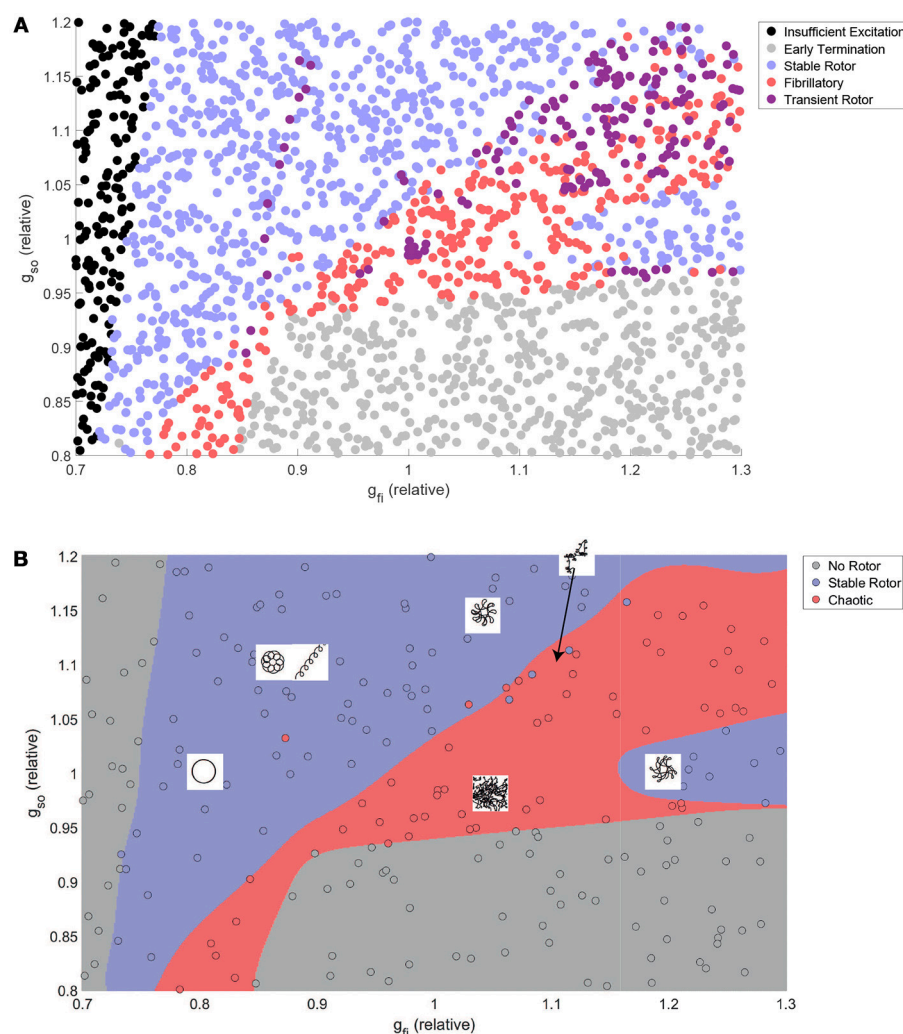 A
1.2
1.15
1.1
1.05
1
0.95
0.9
0.85
0.8
g_so (relative)
0.7 0.8 0.9 1 1.1 1.2 1.3
g_fi (relative)
Insufficient Excitation
Early Termination
Stable Rotor
Fibrillatory
Transient Rotor
B
1.2
1.15
1.1
1.05
1
0.95
0.9
0.85
0.8
g_so (relative)
0.7 0.8 0.9 1 1.1 1.2 1.3
g_fi (relative)
No Rotor
Stable Rotor
Chaotic